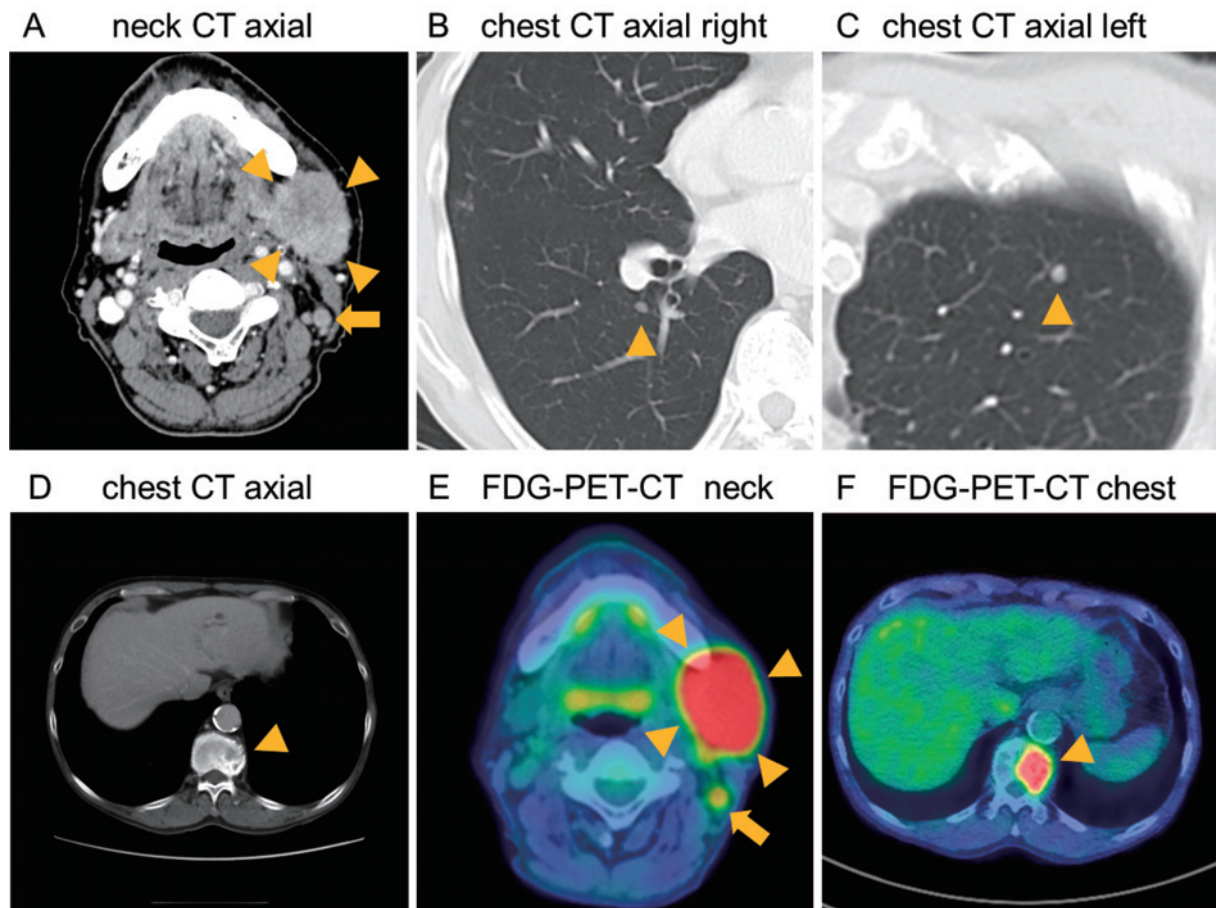 A neck CT axial
B chest CT axial right
C chest CT axial left
D chest CT axial
E FDG-PET-CT neck
F FDG-PET-CT chest